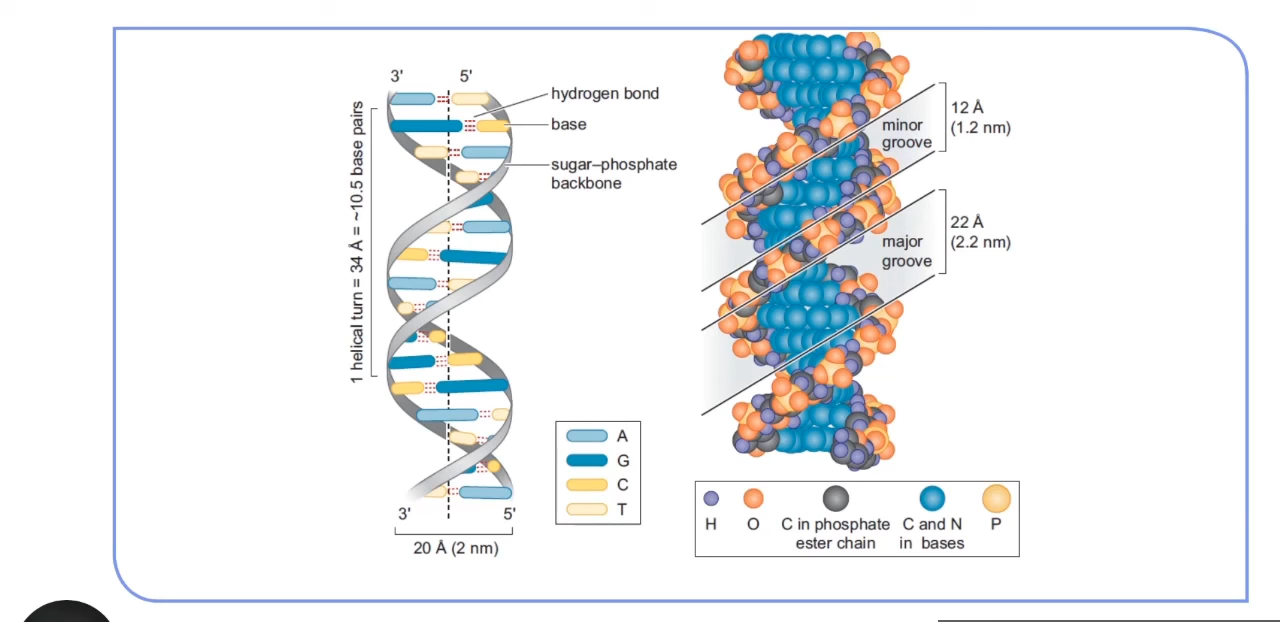 3'
5'
hydrogen bond
base
sugar–phosphate
backbone
1 helical turn = 34 Å = ~10.5 base pairs
3'
5'
20 Å (2 nm)
A
G
C
T
minor
groove
12 Å
(1.2 nm)
major
groove
22 Å
(2.2 nm)
H
O
C in phosphate
ester chain
C and N
in bases
P